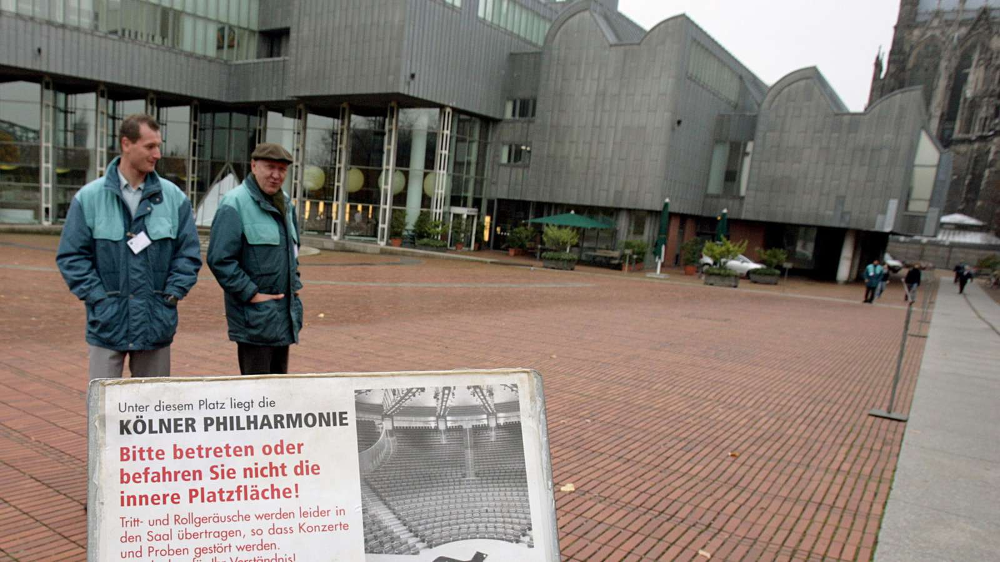 Unter diesem Platz liegt die
KÖLNER PHILHARMONIE
Bitte betreten oder
befahren Sie nicht die
innere Platzfläche!
Tritt- und Rollgeräusche werden leider in
den Saal übertragen, so dass Konzerte
und Proben gestört werden.
für Ihr Verständnis!